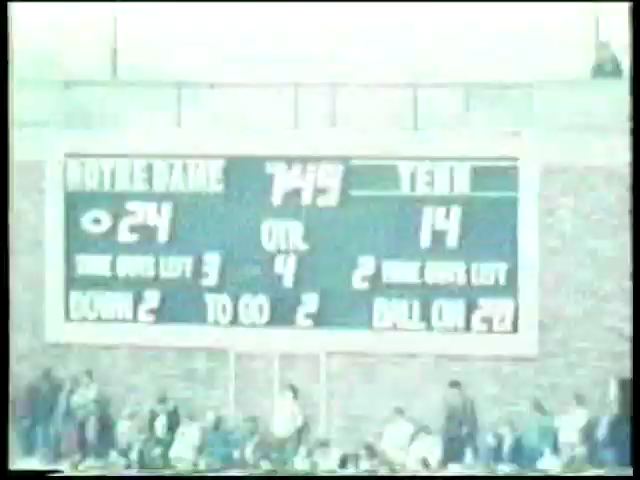 NOTRE DAME 7:49 TENN
24 QTR. 14
TIME OUTS LEFT 3 4 2 TIME OUTS LEFT
DOWN 2 TO GO 2 BALL ON